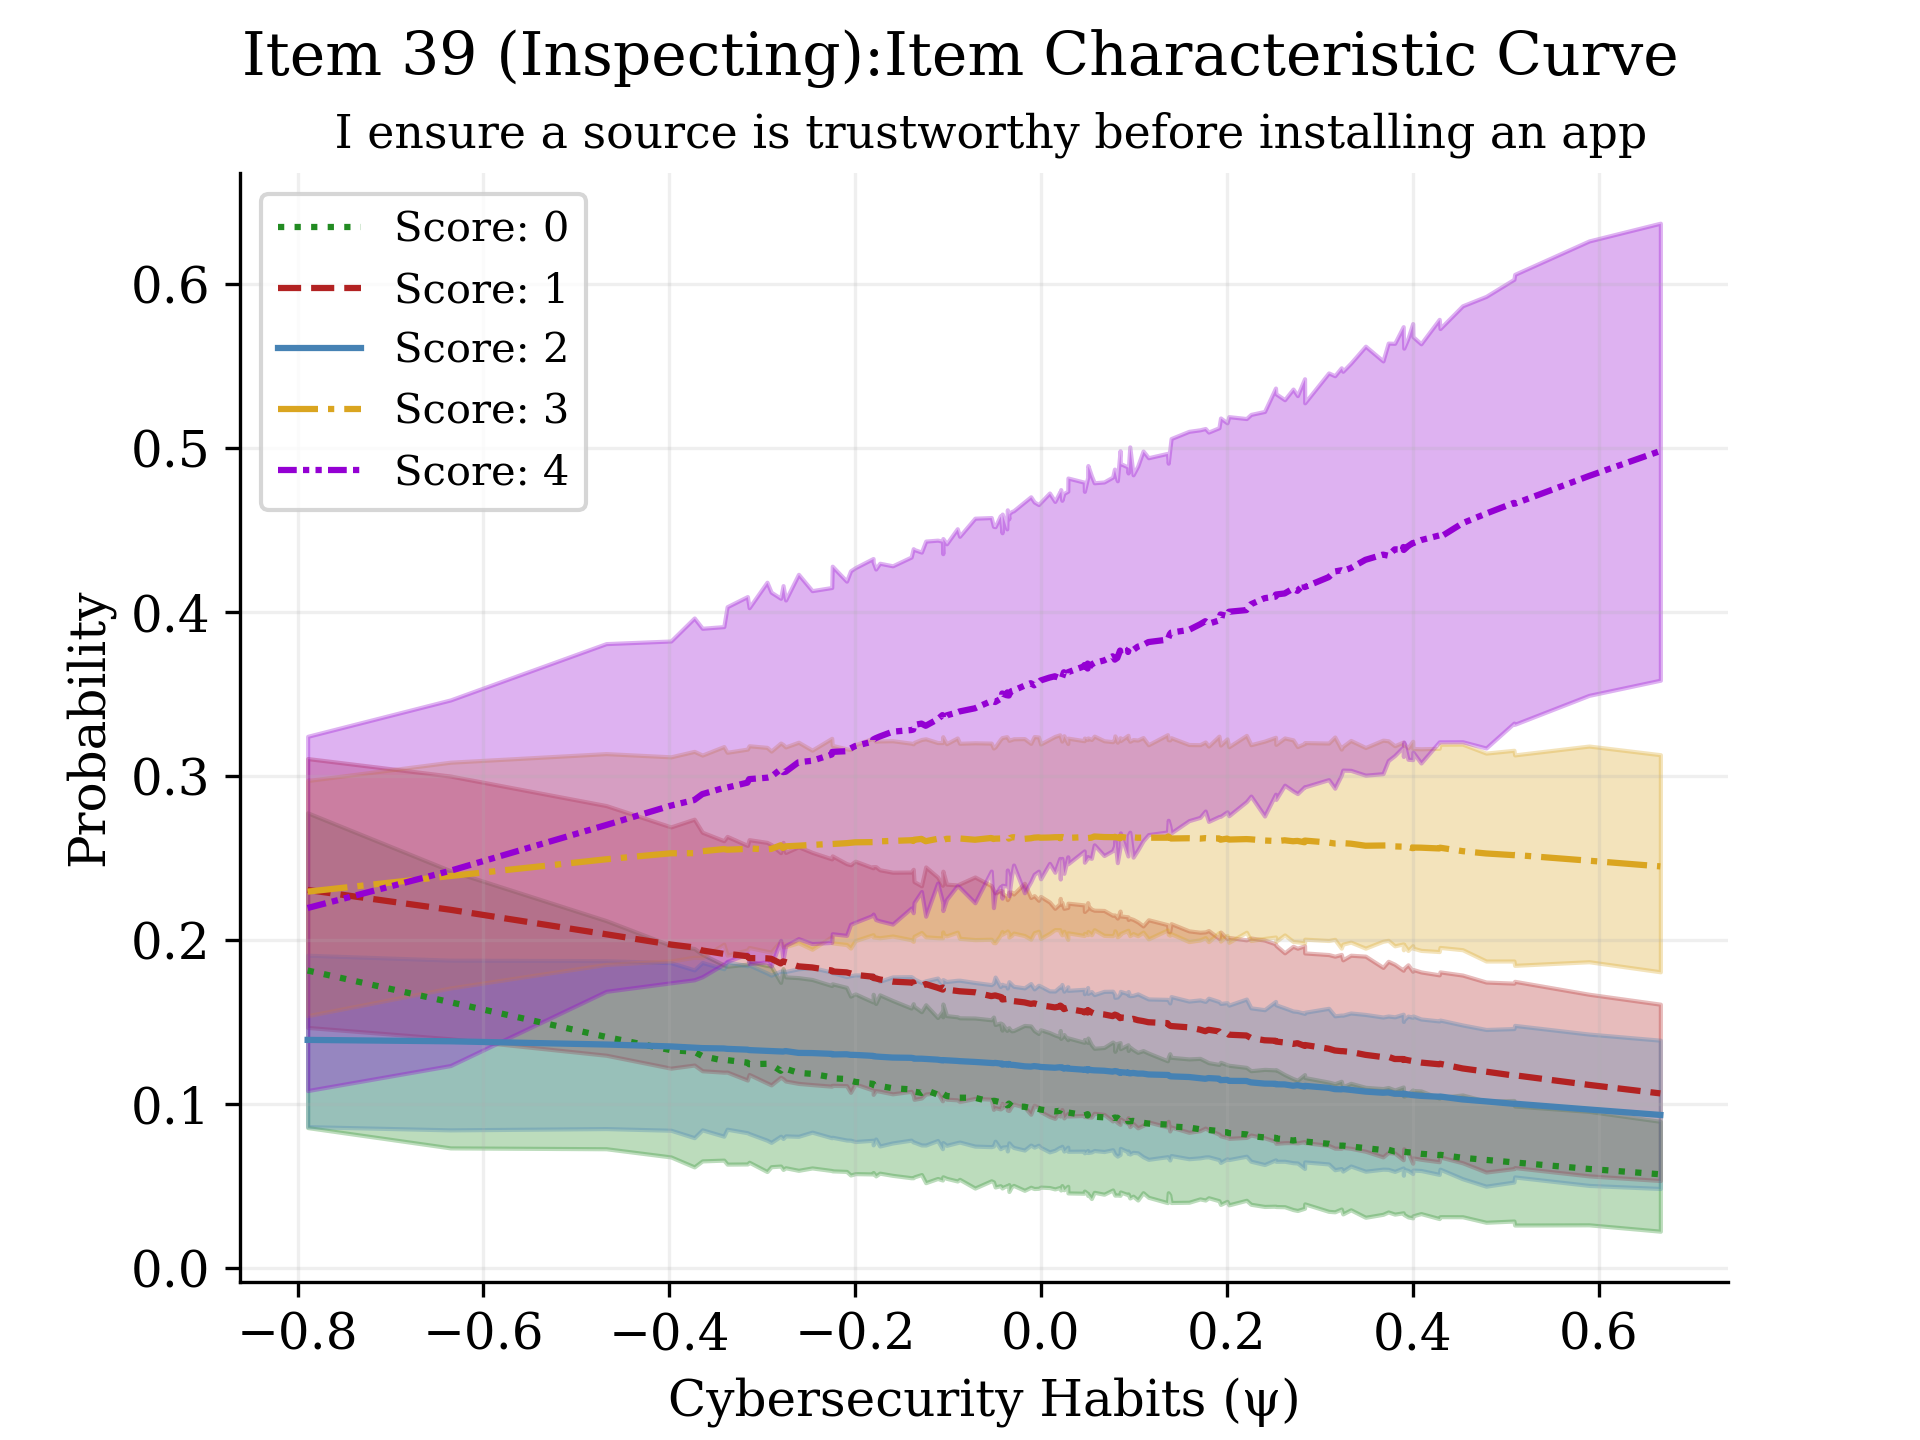 Item 39 (Inspecting):Item Characteristic Curve
I ensure a source is trustworthy before installing an app
Score: 0
Score: 1
Score: 2
Score: 3
Score: 4
Probability
0.6
0.5
0.4
0.3
0.2
0.1
0.0
−0.8 −0.6 −0.4 −0.2 0.0 0.2 0.4 0.6
Cybersecurity Habits (ψ)